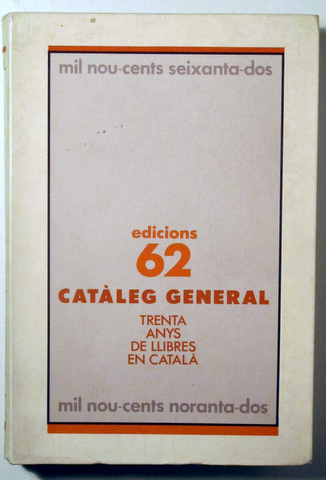 mil nou-cents seixanta-dos
edicions
62
CATÀLEG GENERAL
TRENTA
ANYS
DE LLIBRES
EN CATALÀ
mil nou-cents noranta-dos